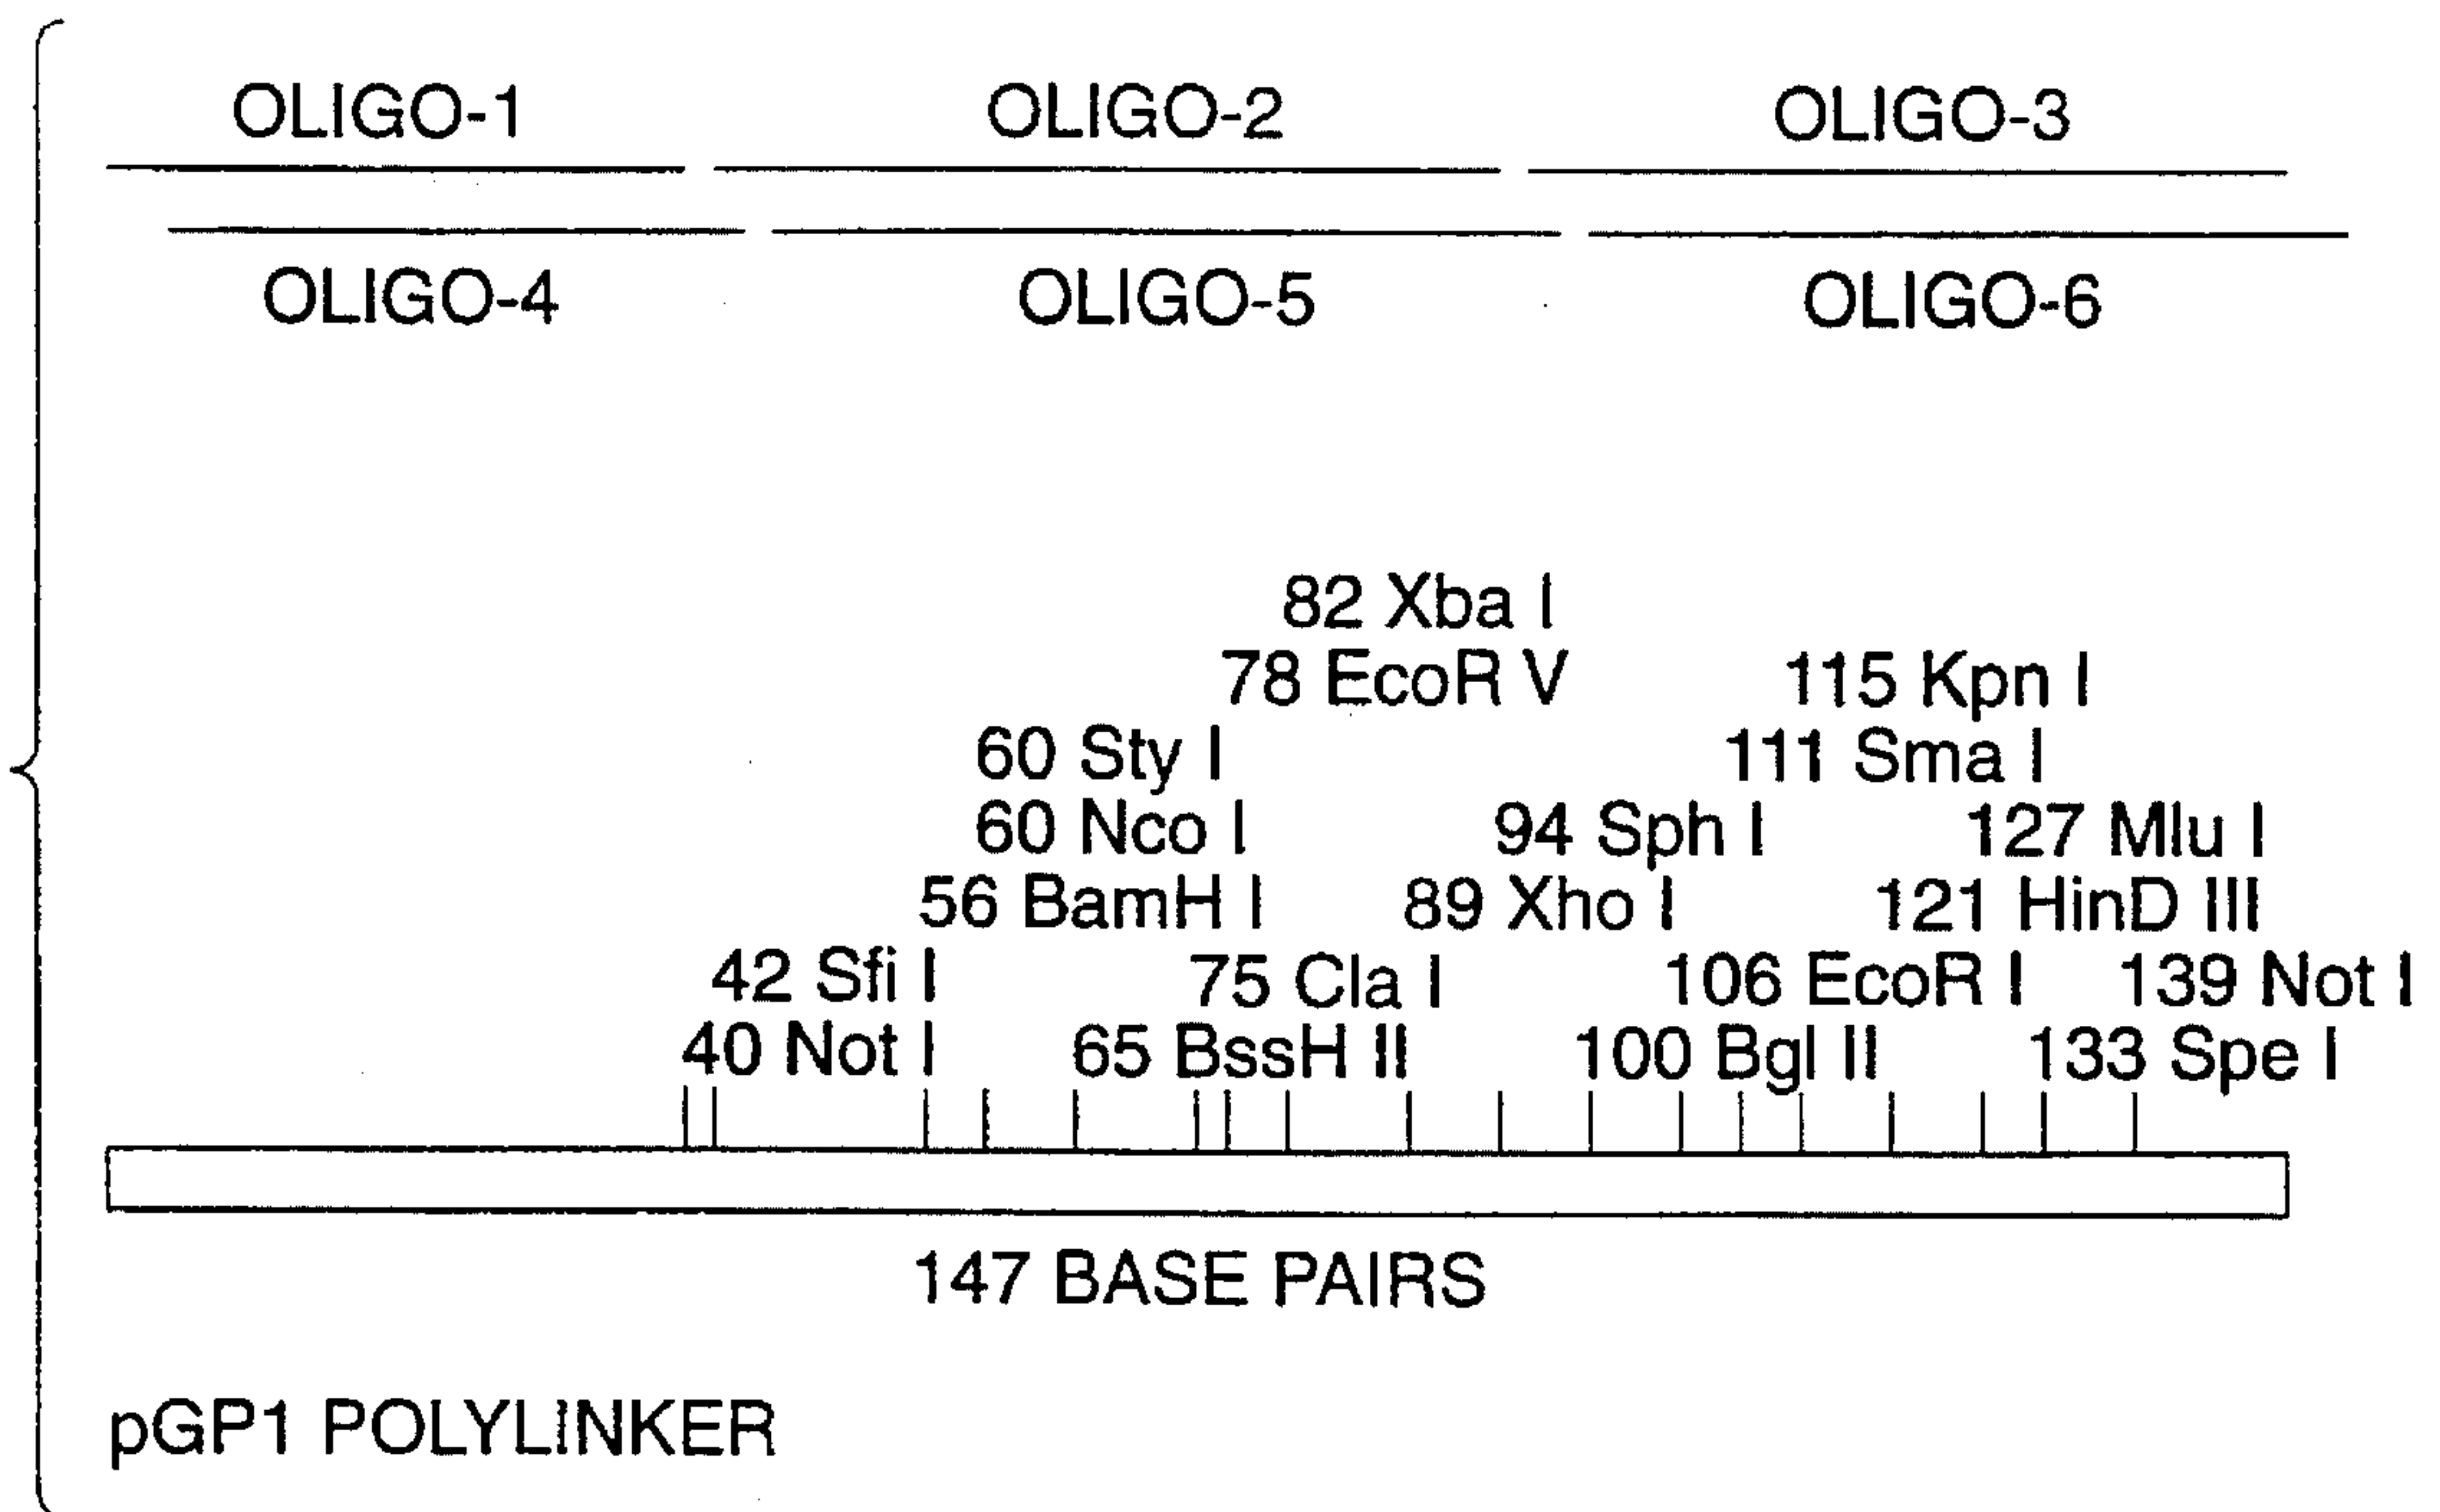 OLIGO-1 OLIGO-2 OLIGO-3
OLIGO-4 OLIGO-5 OLIGO-6
82 Xba I
78 EcoR V 115 Kpn I
60 Sty I 111 Sma I
60 Nco I 94 Sph I 127 Mlu I
56 BamH I 89 Xho I 121 HinD III
42 Sfi I 75 Cla I 106 EcoR I 139 Not I
40 Not I 65 BssH II 100 Bgl II 133 Spe I
147 BASE PAIRS
pGP1 POLYLINKER